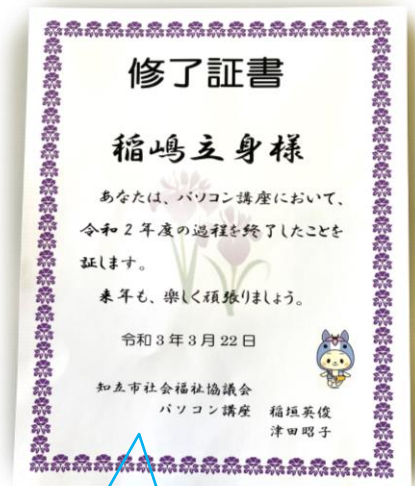 修了証書
稲嶋立身様
あなたは、パソコン講座において、
令和2年度の過程を終了したことを
証します。
来年も、楽しく頑張りましょう。
令和3年3月22日
知立市社会福祉協議会
パソコン講座 稲垣英俊
津田昭子